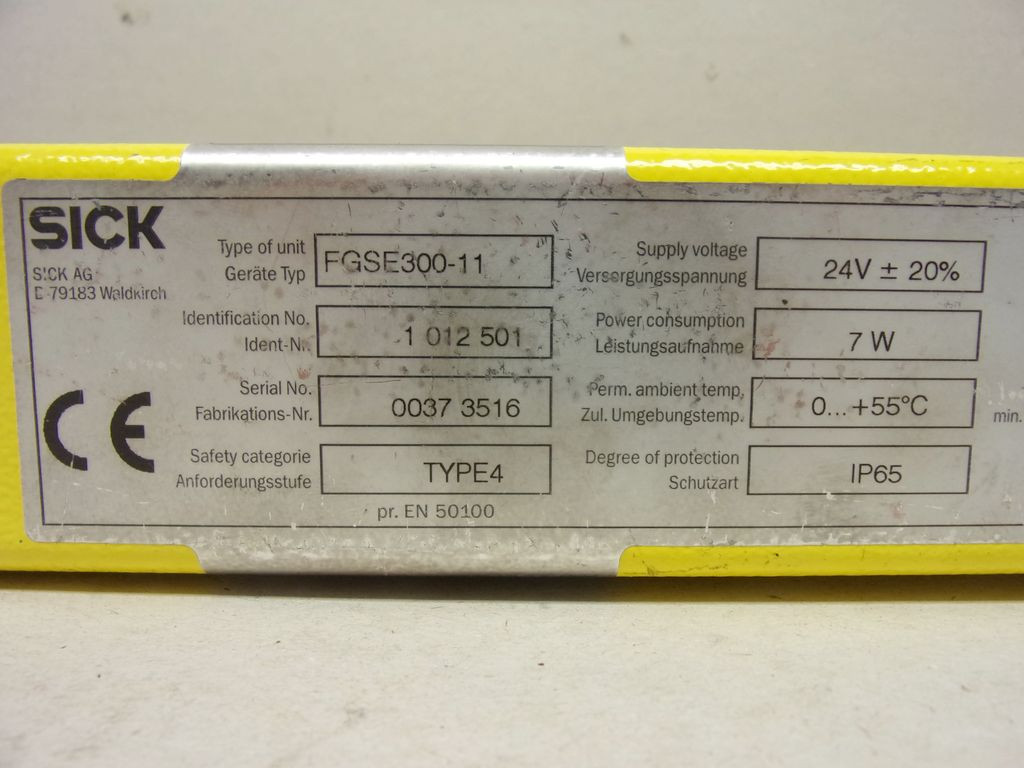 SICK
SICK AG
D-79183 Waldkirch
CE
Type of unit
Geräte Typ
FGSE300-11
Identification No.
Ident-Nr.
1 012 501
Serial No.
Fabrikations-Nr.
0037 3516
Safety categorie
Anforderungsstufe
TYPE4
pr. EN 50100
Supply voltage
Versorgungsspannung
24V ± 20%
Power consumption
Leistungsaufnahme
7 W
Perm. ambient temp.
Zul. Umgebungstemp.
0...+55°C
Degree of protection
Schutzart
IP65
min.